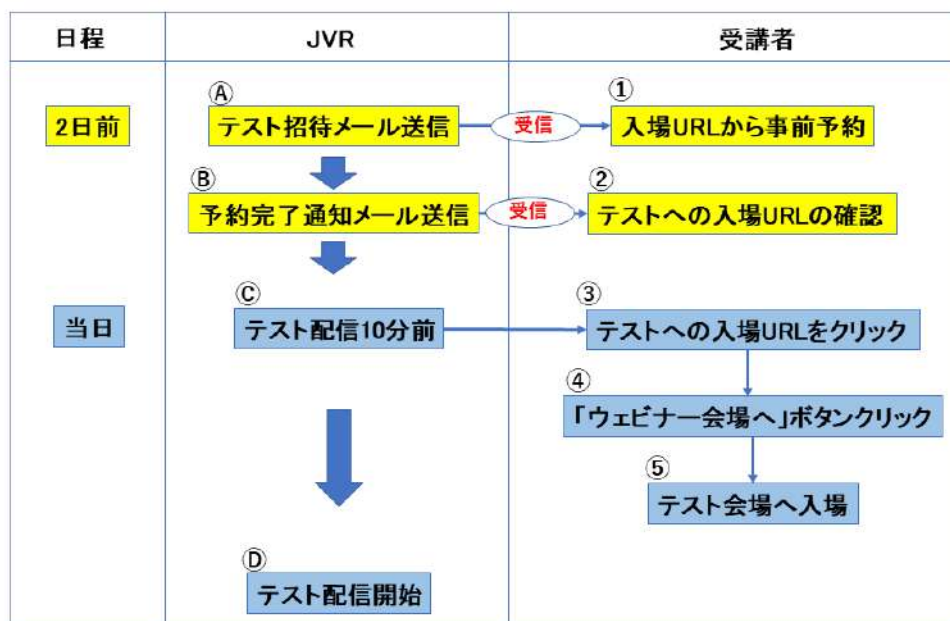 日程
JVR
受講者
Ⓐ
①
2日前
テスト招待メール送信
受信
入場URLから事前予約
Ⓑ
②
予約完了通知メール送信
受信
テストへの入場URLの確認
Ⓒ
③
当日
テスト配信10分前
テストへの入場URLをクリック
④
「ウェビナー会場へ」ボタンクリック
⑤
テスト会場へ入場
Ⓓ
テスト配信開始